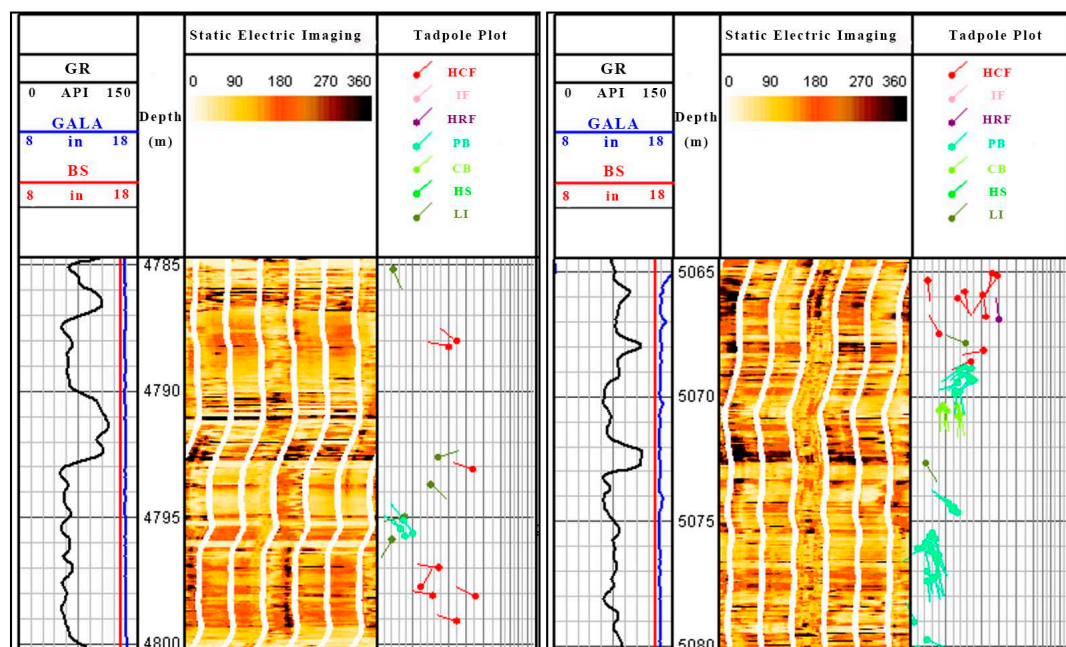 Static Electric Imaging
Tadpole Plot
GR
0 API 150
GALA
8 in 18
BS
8 in 18
Depth
(m)
0 90 180 270 360
HCF
IF
HRF
PB
CB
HS
LI
4785
4790
4795
4800
Static Electric Imaging
Tadpole Plot
GR
0 API 150
GALA
8 in 18
BS
8 in 18
Depth
(m)
0 90 180 270 360
HCF
IF
HRF
PB
CB
HS
LI
5065
5070
5075
5080